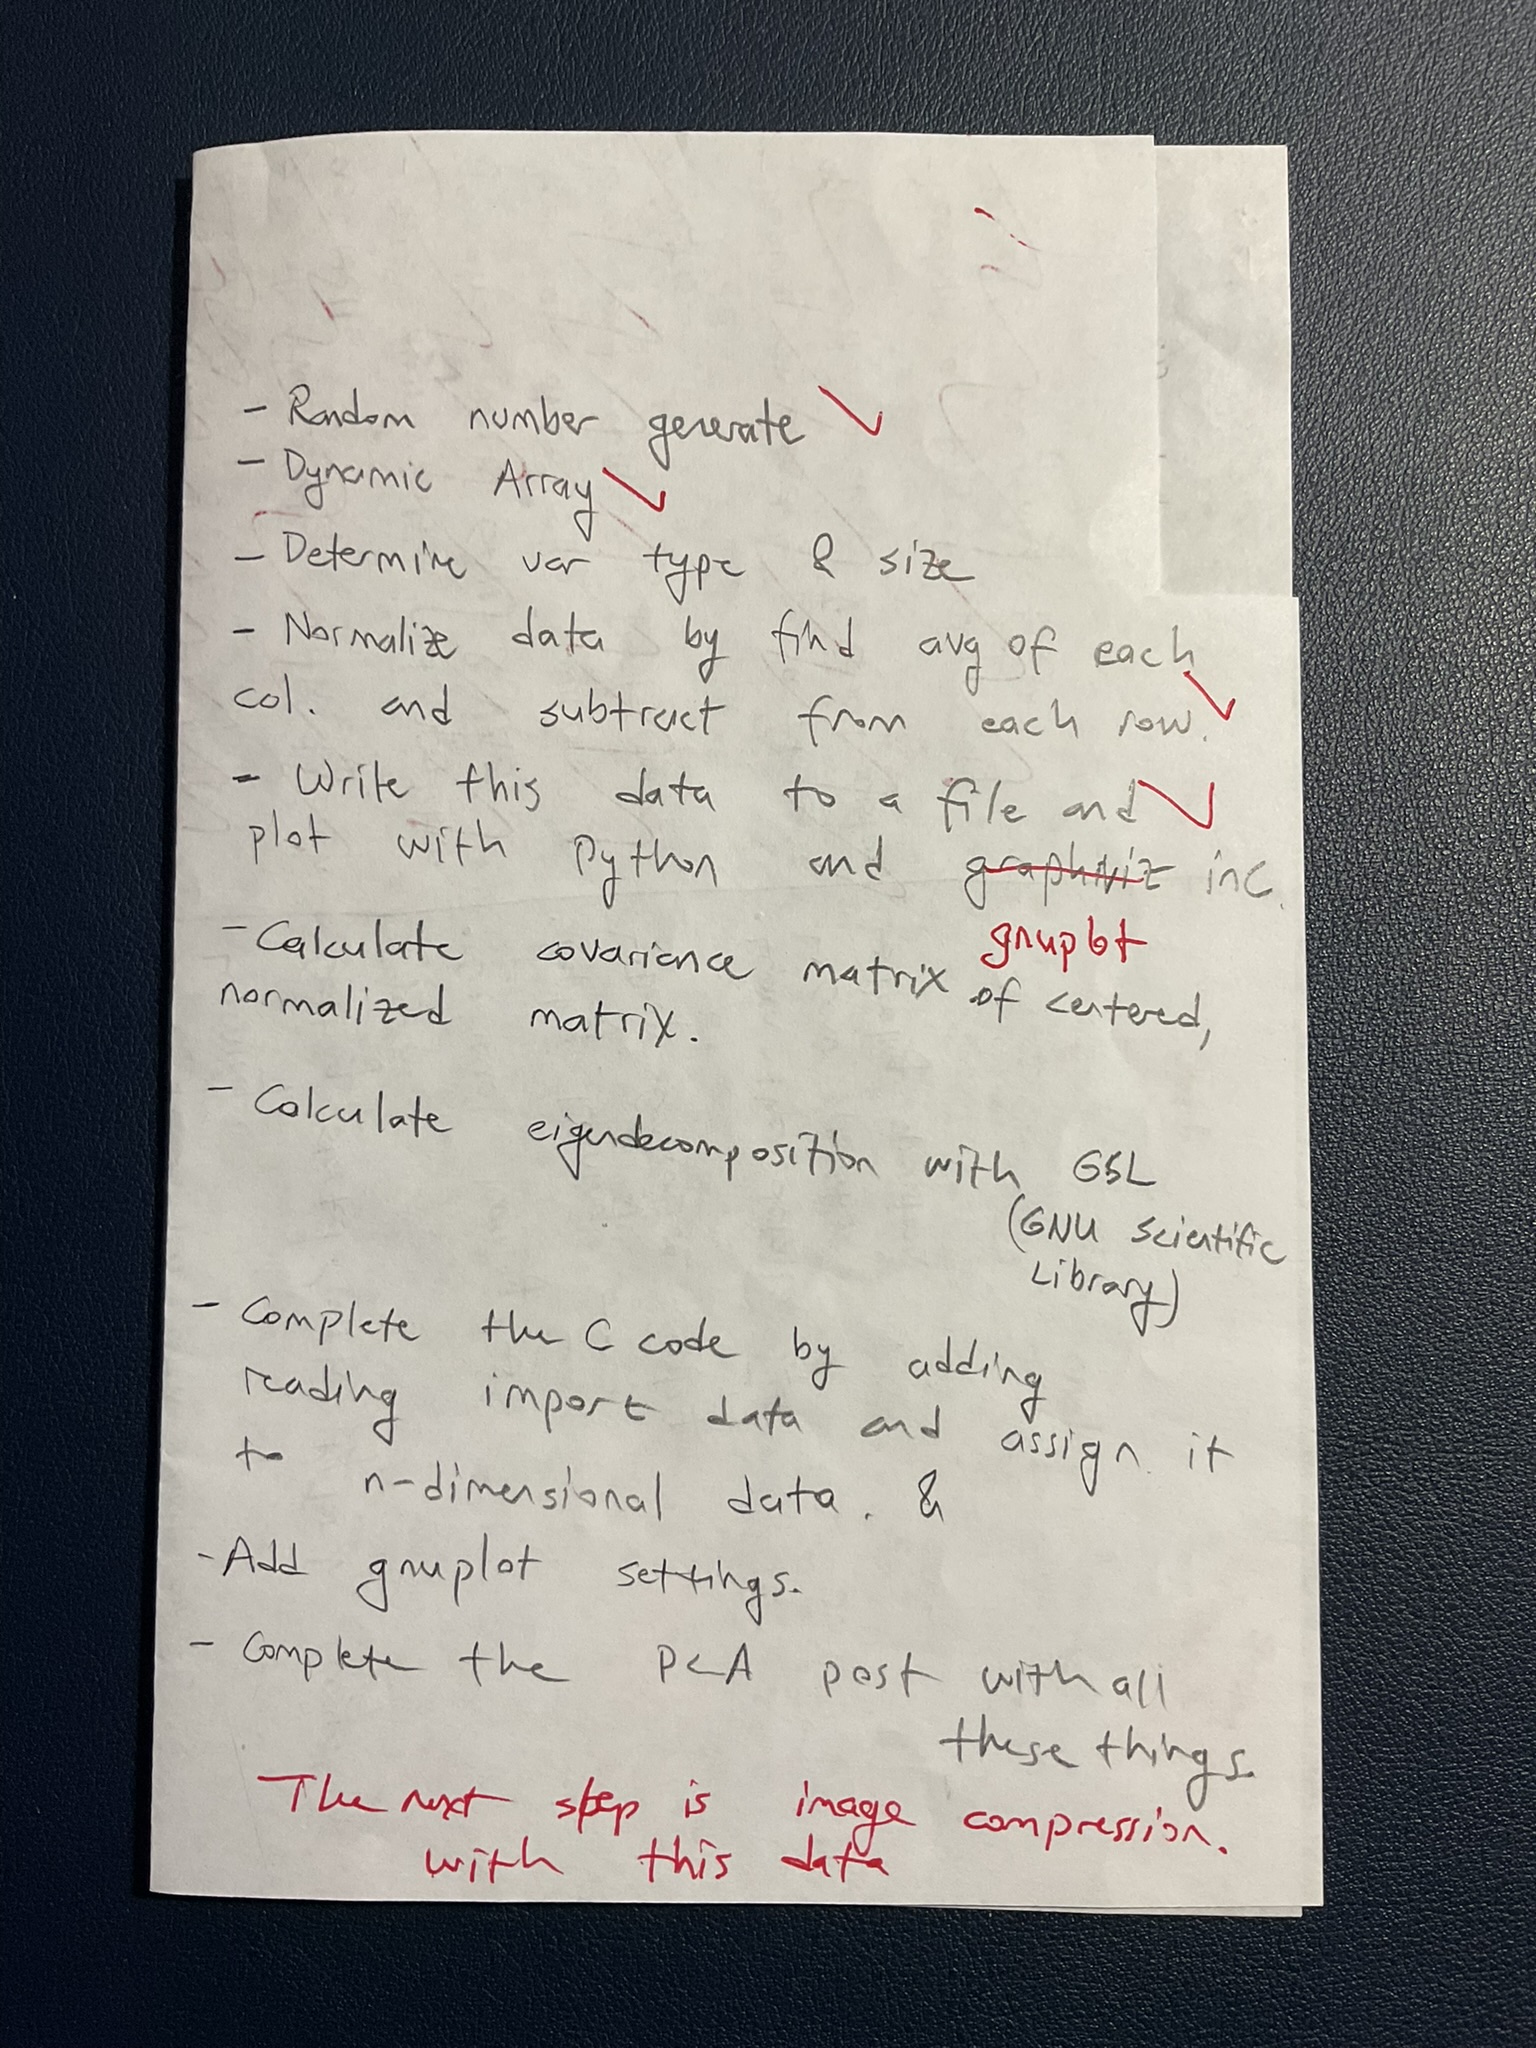 - Random number generate
- Dynamic Array
- Determine var type & size
- Normalize data by find avg of each
col. and subtract from each row.
- Write this data to a file and
plot with Python and graphviz inc.
gnuplot
- Calculate covariance matrix of centered,
normalized matrix.
- Calculate eigendecomposition with GSL
(GNU Scientific
Library)
- Complete the C code by adding
reading import data and assign it
to n-dimensional data. &
- Add gnuplot settings.
- Complete the PCA post with all
these things.
The next step is image compression.
with this data